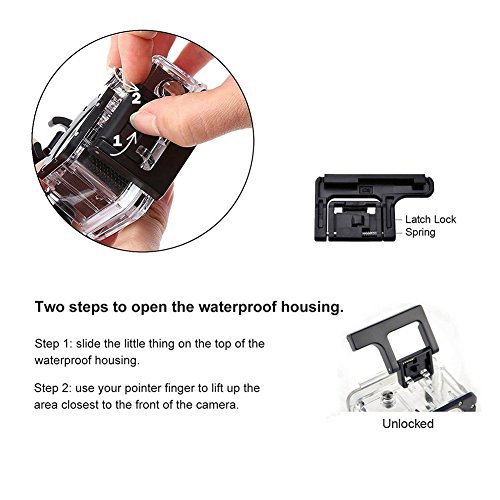 2
1
Latch Lock
Spring
Two steps to open the waterproof housing.
Step 1: slide the little thing on the top of the
waterproof housing.
Step 2: use your pointer finger to lift up the
area closest to the front of the camera.
Unlocked